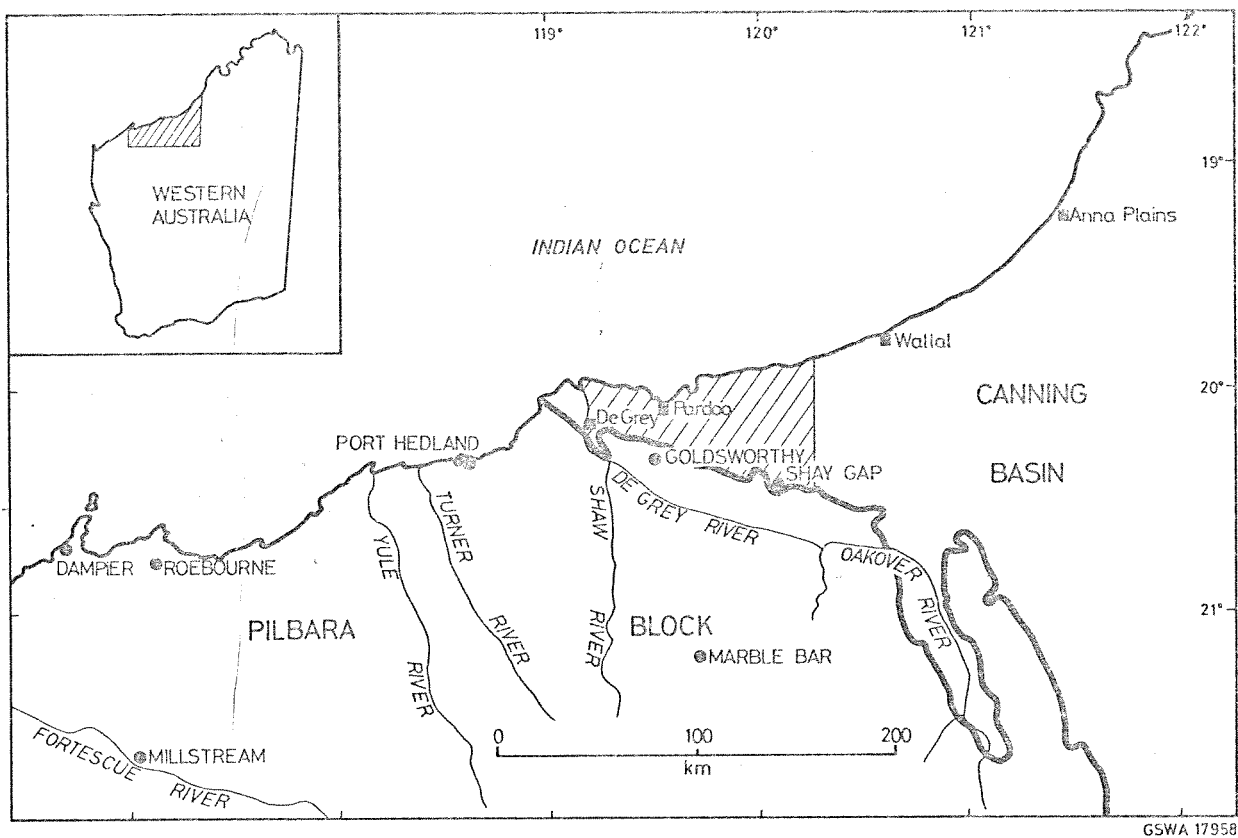 119°
120°
121°
122°
WESTERN
AUSTRALIA
19°
Anna Plains
INDIAN OCEAN
Wallal
20°
CANNING
BASIN
De Grey
Pardoo
PORT HEDLAND
GOLDSWORTHY
SHAY GAP
DE GREY RIVER
SHAW
RIVER
TURNER
RIVER
YULE
RIVER
OAKOVER
RIVER
DAMPIER
ROEBOURNE
21°
PILBARA
BLOCK
MARBLE BAR
0
100
200
km
MILLSTREAM
FORTESCUE
RIVER
GSWA 17958